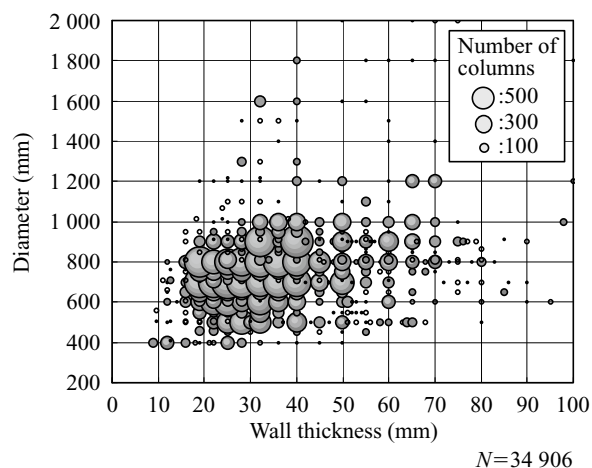 2 000
1 800
1 600
1 400
1 200
1 000
800
600
400
200
Diameter (mm)
Number of
columns
:500
:300
:100
0 10 20 30 40 50 60 70 80 90 100
Wall thickness (mm)
N=34 906